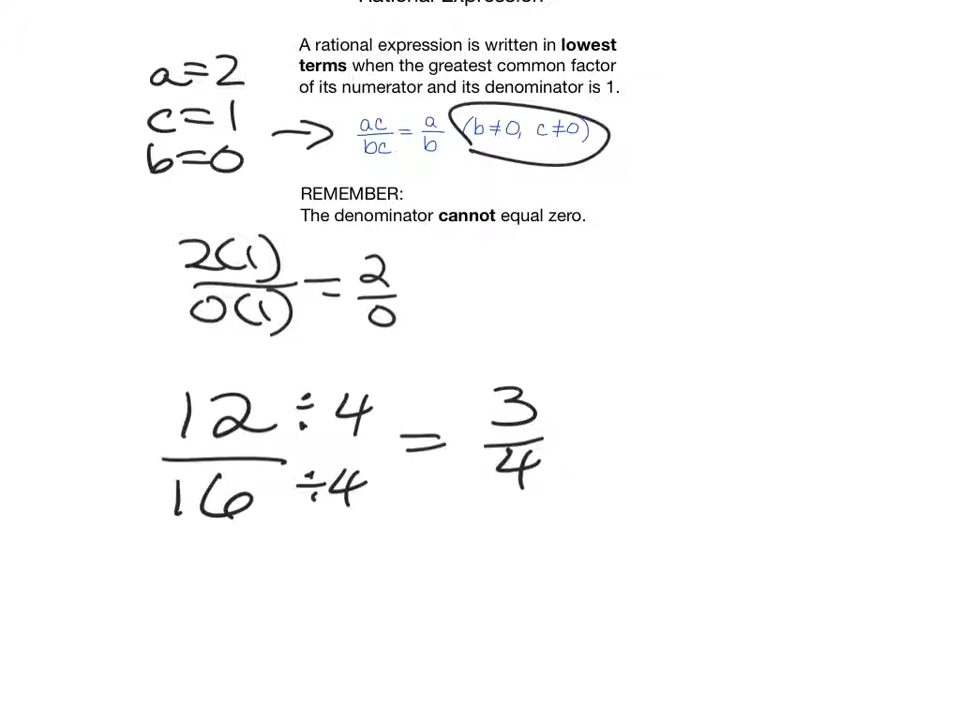 Rational Expression
A rational expression is written in lowest
terms when the greatest common factor
of its numerator and its denominator is 1.
a=2
c=1
b=0
→ ac/bc = a/b (b≠0, c≠0)
REMEMBER:
The denominator cannot equal zero.
2(1)/0(1) = 2/0
12 ÷4 / 16 ÷4 = 3/4